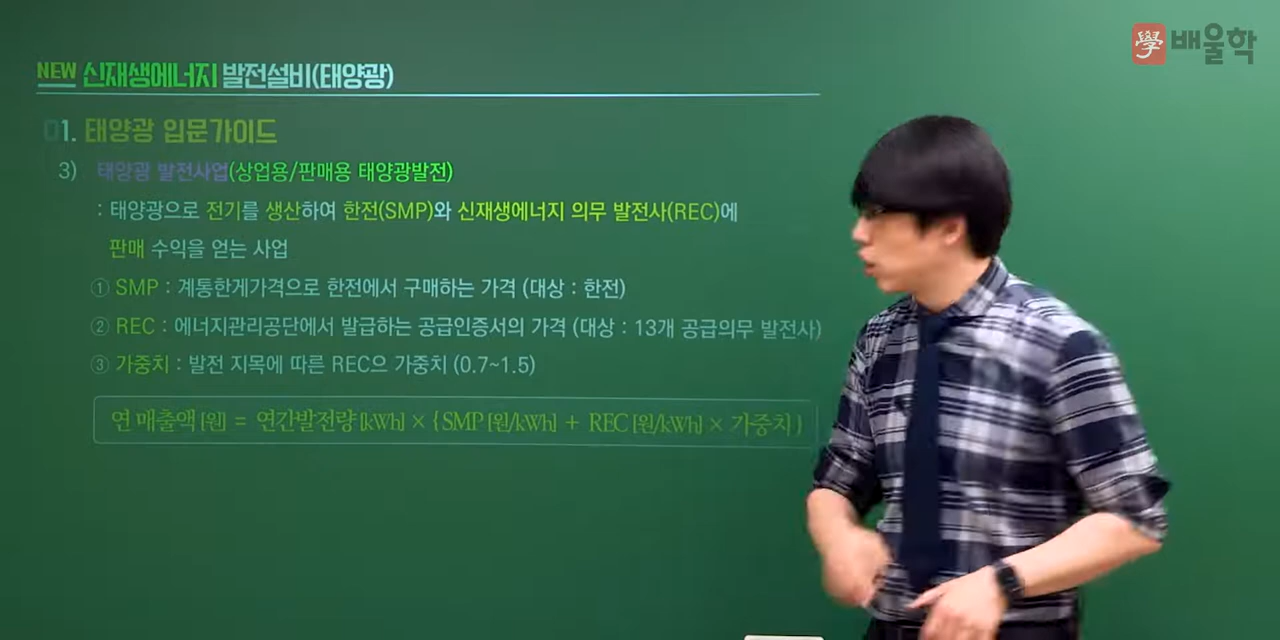 學 배울학
NEW 신재생에너지 발전설비(태양광)
01. 태양광 입문가이드
3) 태양광 발전사업(상업용/판매용 태양광발전)
: 태양광으로 전기를 생산하여 한전(SMP)와 신재생에너지 의무 발전사(REC)에
판매 수익을 얻는 사업
① SMP : 계통한게가격으로 한전에서 구매하는 가격 (대상 : 한전)
② REC : 에너지관리공단에서 발급하는 공급인증서의 가격 (대상 : 13개 공급의무 발전사)
③ 가중치 : 발전 지목에 따른 REC으 가중치 (0.7~1.5)
연 매출액[원] = 연간발전량[kWh] × { SMP[원/kWh] + REC[원/kWh] × 가중치 }